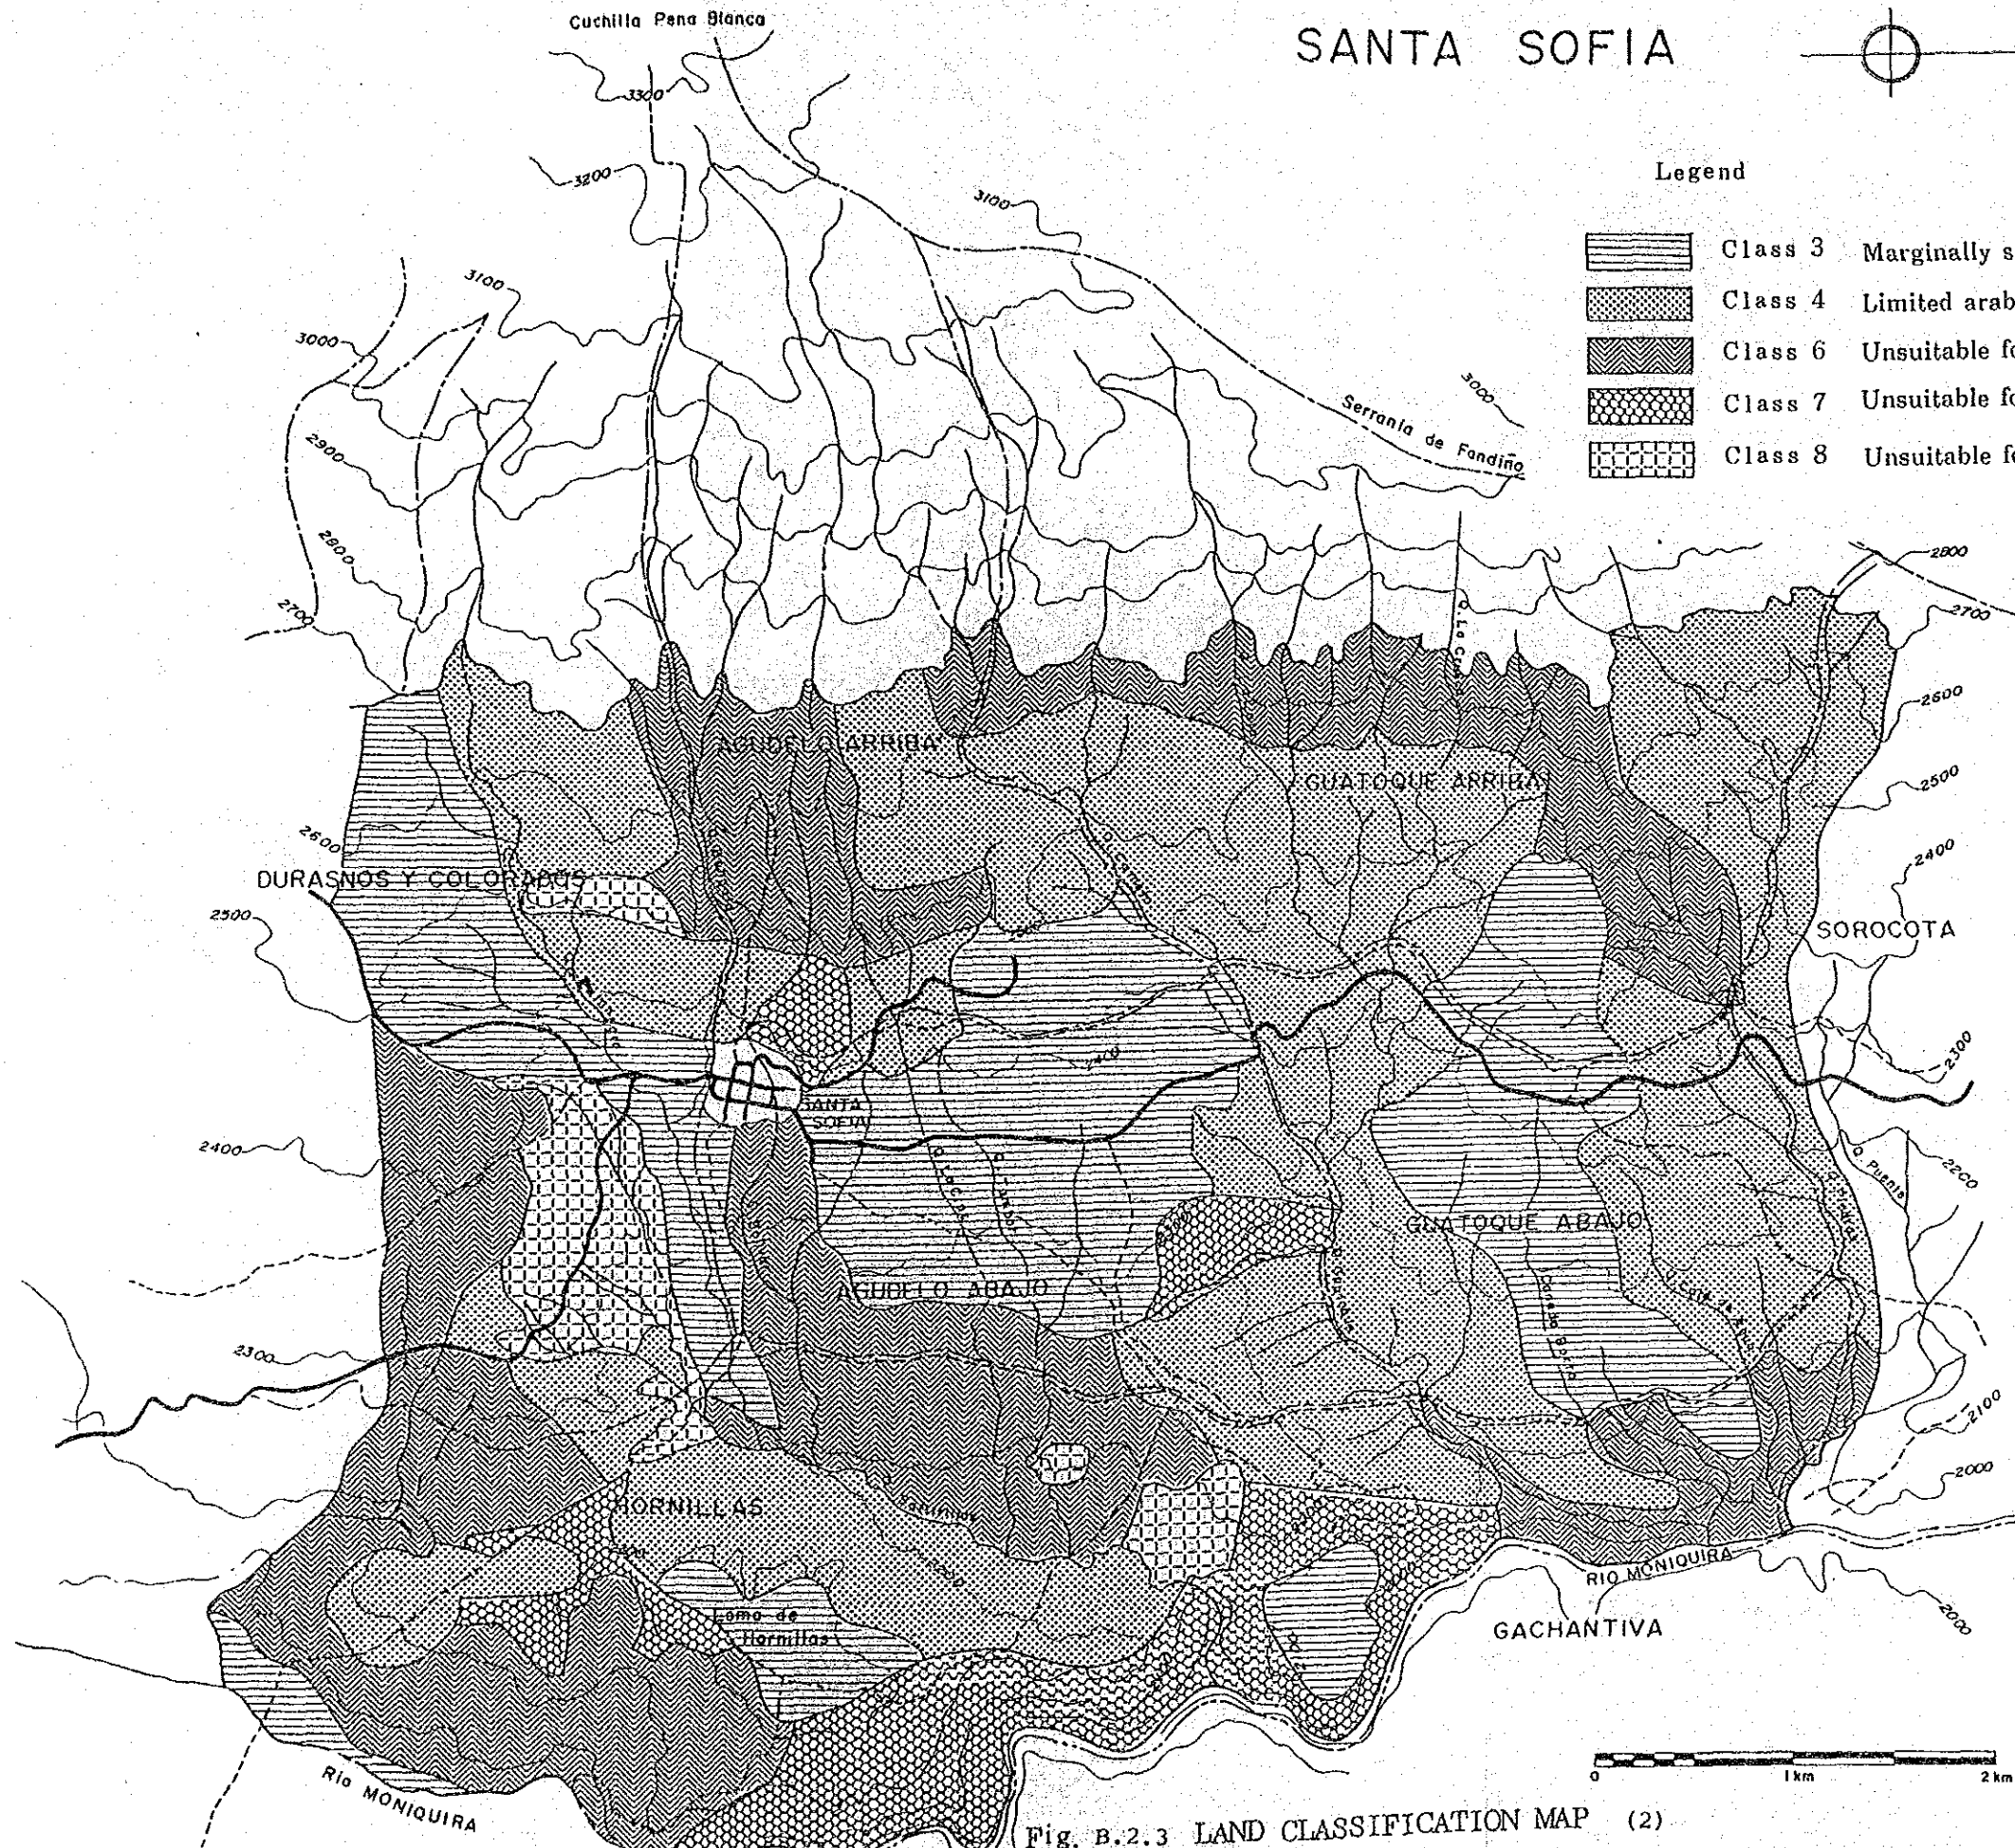 Cuchilla Pena Blanca
SANTA SOFIA
3300
3200
3100
Legend
Class 3 Marginally s
Class 4 Limited arab
Class 6 Unsuitable fo
Class 7 Unsuitable fo
Class 8 Unsuitable fo
3100
3000
3000
Serranía de Fandiño
2900
2800
2800
2700
2700
2600
AGUDELO ARRIBA
GUATOQUE ARRIBA
2500
2600
2400
DURASNOS Y COLORADOS
2500
SOROCOTA
2300
2400
SANTA
SOFIA
2400
Q. Puente
2200
GUATOQUE ABAJO
AGUDELO ABAJO
2300
2100
2000
HORNILLAS
2200
RIO MONIQUIRA
2000
Loma de
Hornillas
GACHANTIVA
Rio MONIQUIRA
0 1 km 2 km
Fig. B.2.3 LAND CLASSIFICATION MAP (2)